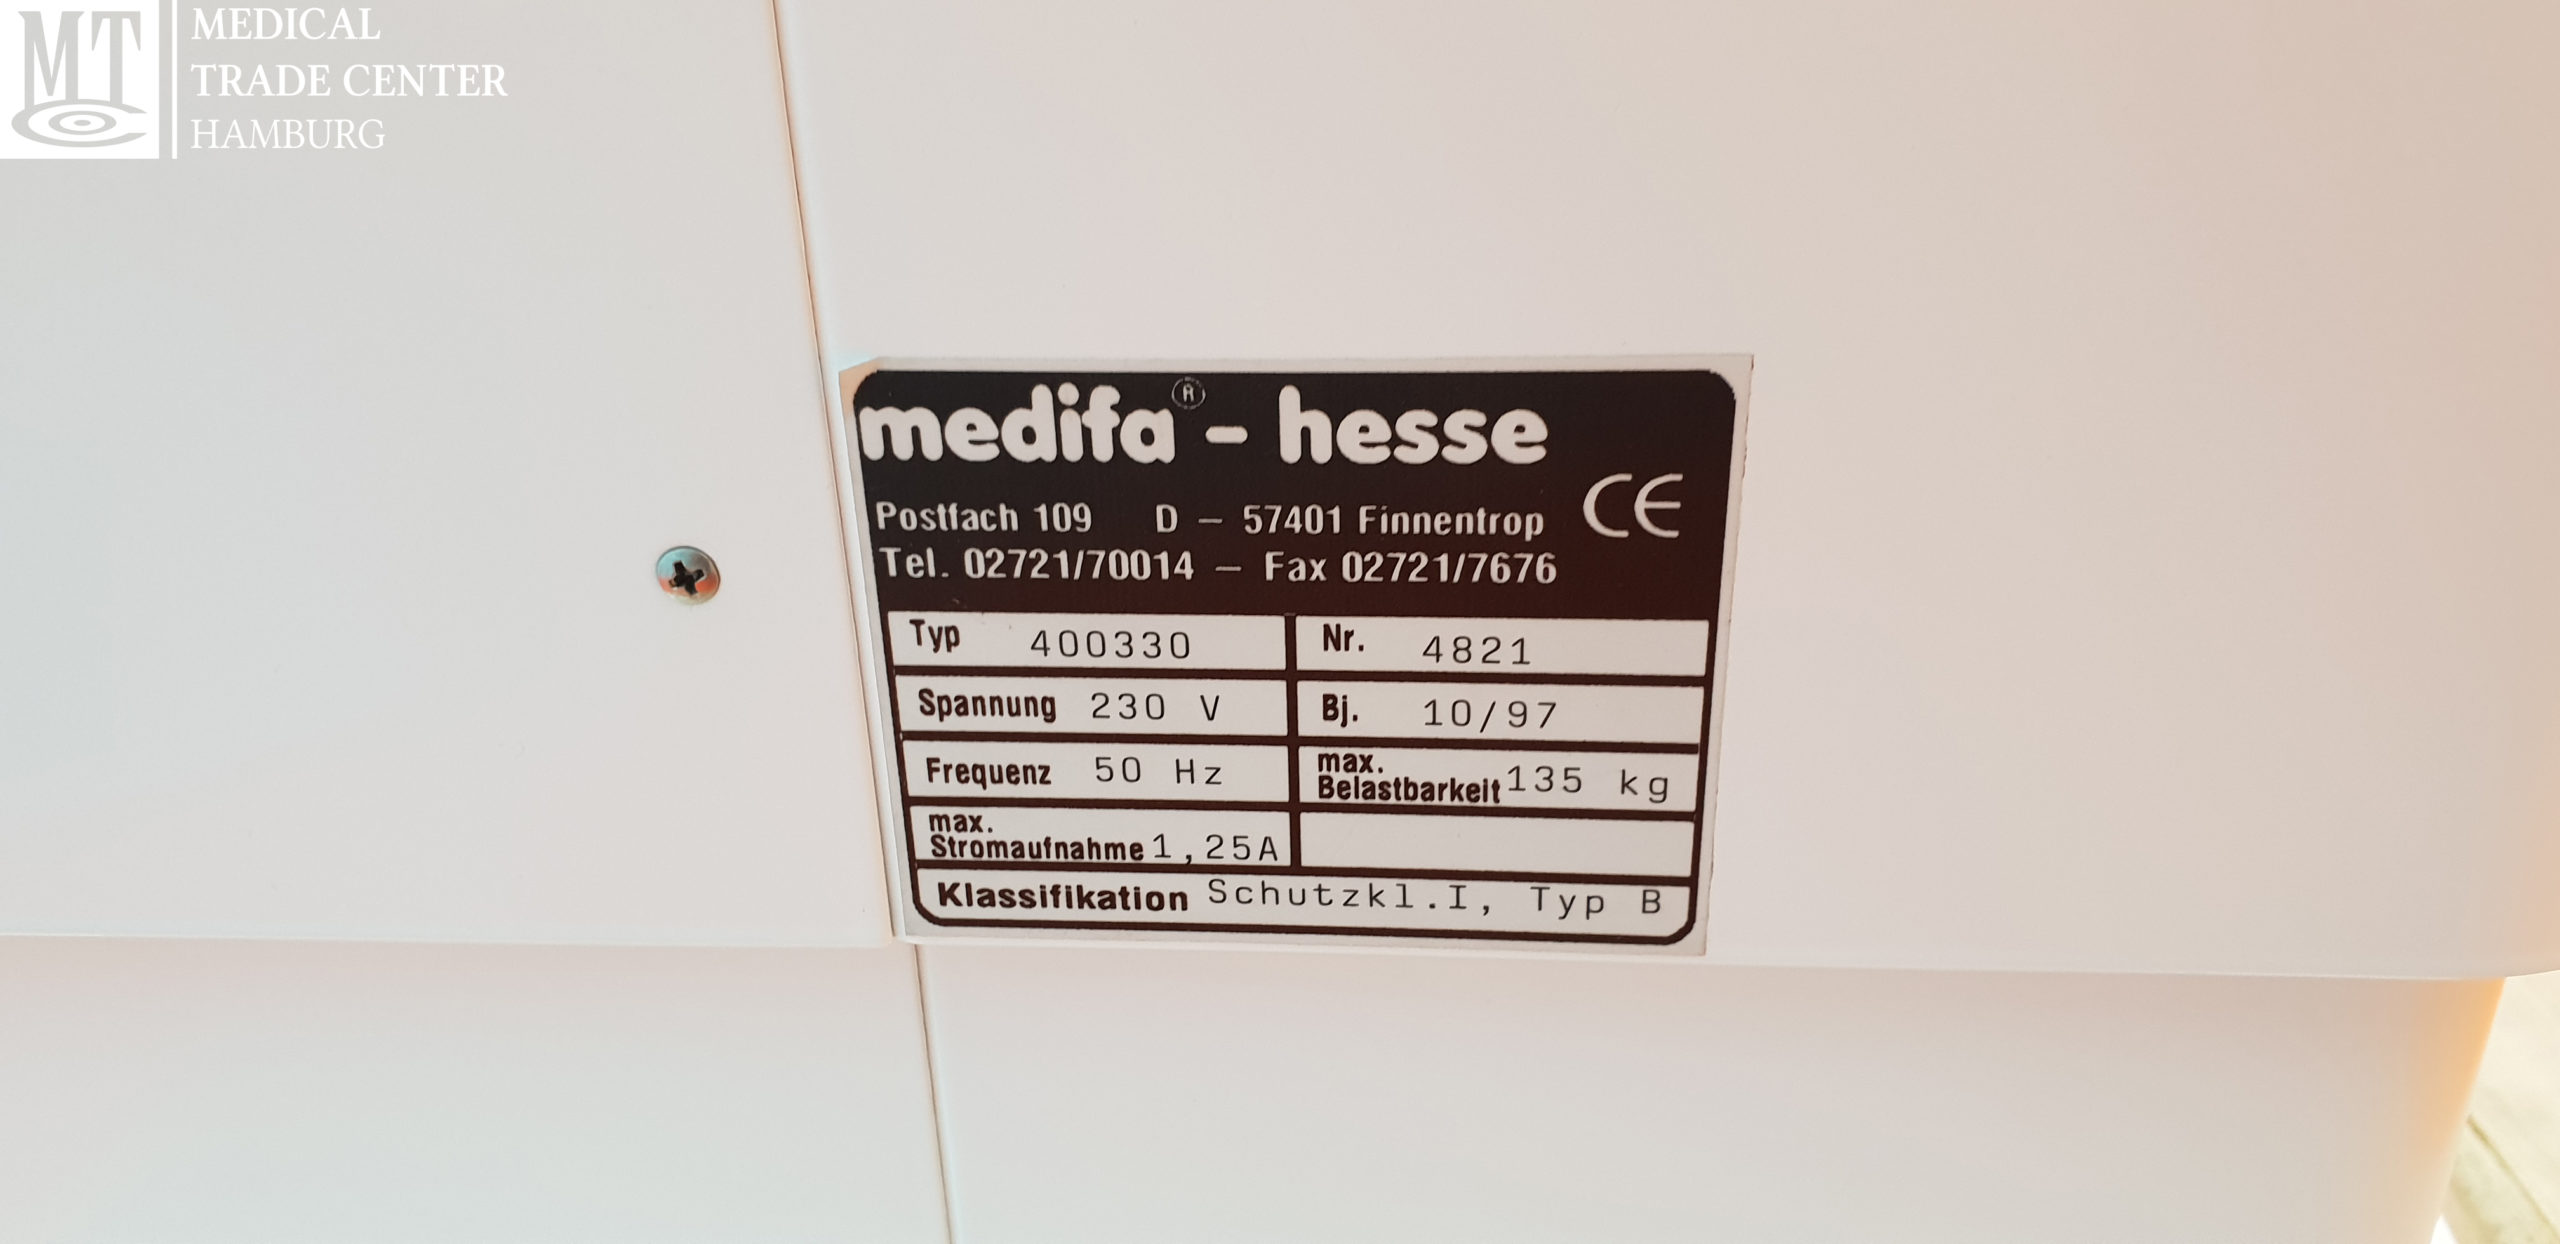 MTC
MEDICAL
TRADE CENTER
HAMBURG
medifa® - hesse
Postfach 109 D – 57401 Finnentrop CE
Tel. 02721/70014 – Fax 02721/7676
Typ 400330 Nr. 4821
Spannung 230 V Bj. 10/97
Frequenz 50 Hz max. Belastbarkeit 135 kg
max. Stromaufnahme 1,25A
Klassifikation Schutzkl.I, Typ B